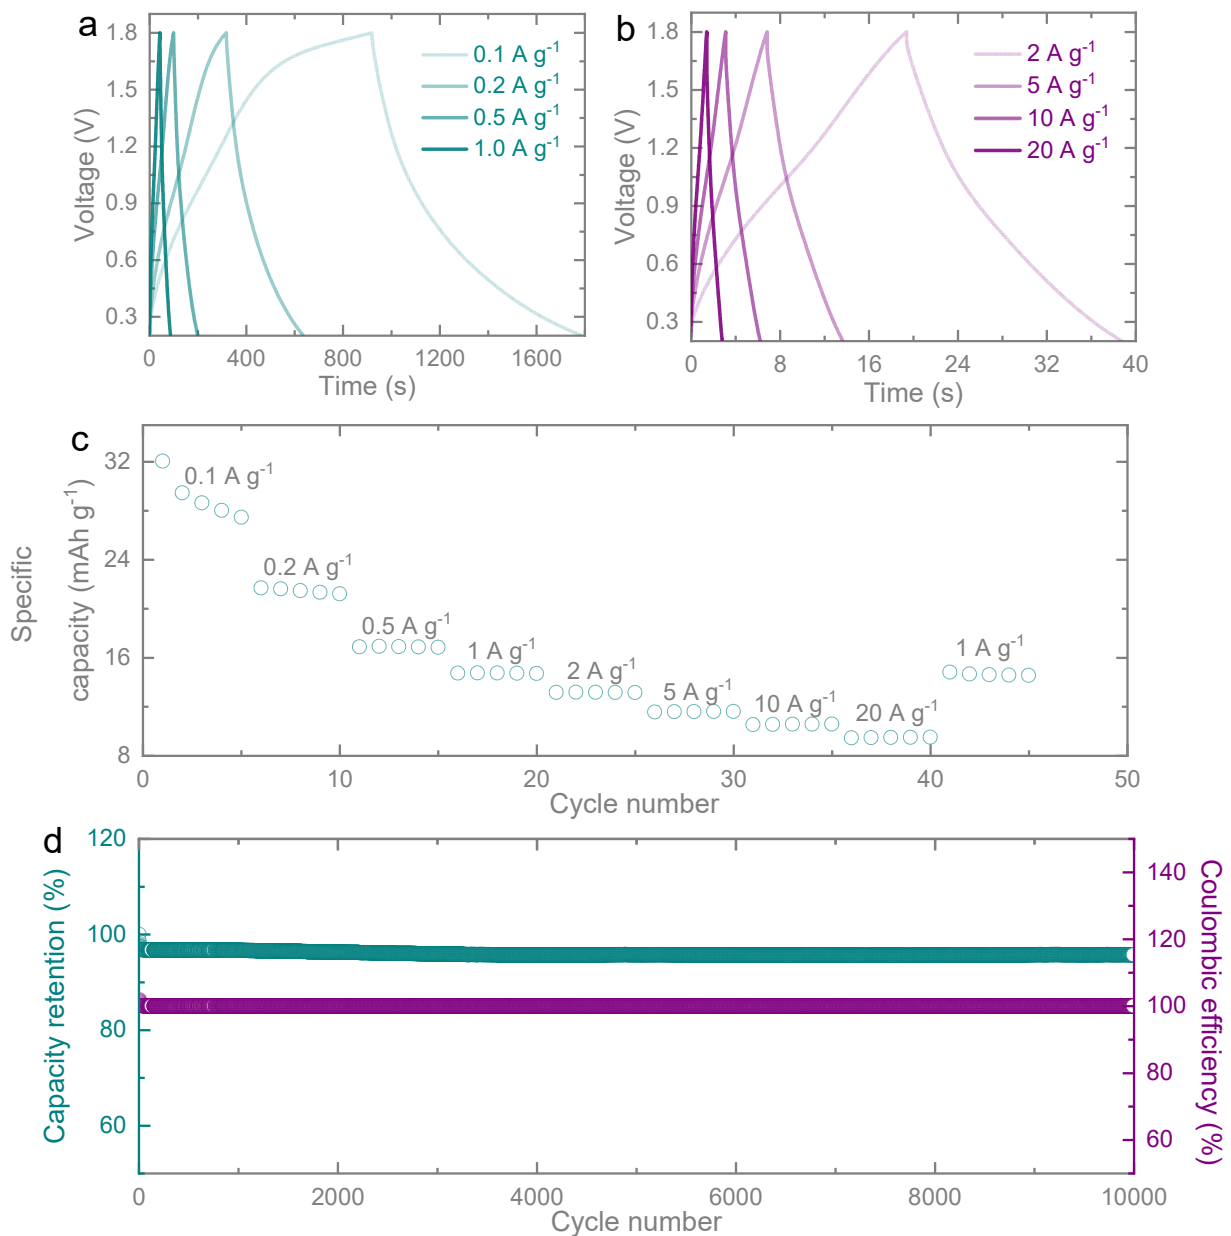 a
1.8
1.5
1.2
0.9
0.6
0.3
Voltage (V)
0.1 A g-1
0.2 A g-1
0.5 A g-1
1.0 A g-1
0 400 800 1200 1600
Time (s)
b
1.8
1.5
1.2
0.9
0.6
0.3
Voltage (V)
2 A g-1
5 A g-1
10 A g-1
20 A g-1
0 8 16 24 32 40
Time (s)
c
Specific
capacity (mAh g-1)
32
24
16
8
0.1 A g-1
0.2 A g-1
0.5 A g-1
1 A g-1
2 A g-1
5 A g-1
10 A g-1
20 A g-1
1 A g-1
0 10 20 30 40 50
Cycle number
d
Capacity retention (%)
120
100
80
60
140
120
100
80
60
Coulombic efficiency (%)
0 2000 4000 6000 8000 10000
Cycle number